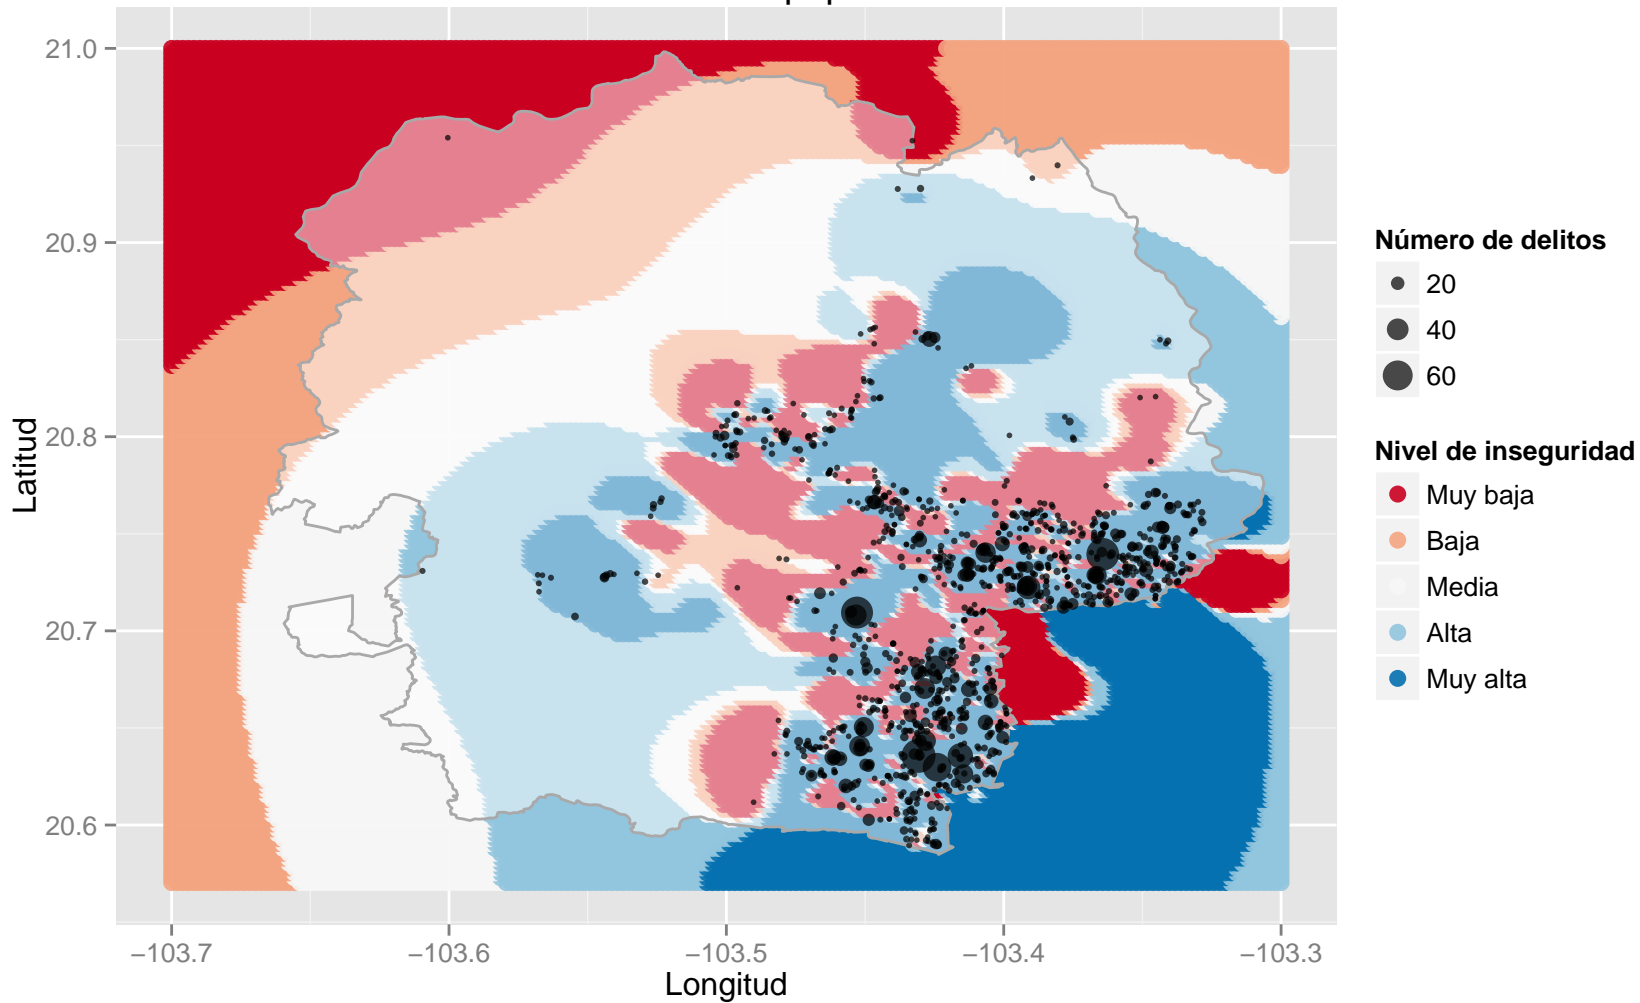 21.0
20.9
20.8
20.7
20.6
Latitud
−103.7
−103.6
−103.5
−103.4
−103.3
Longitud
Número de delitos
20
40
60
Nivel de inseguridad
Muy baja
Baja
Media
Alta
Muy alta